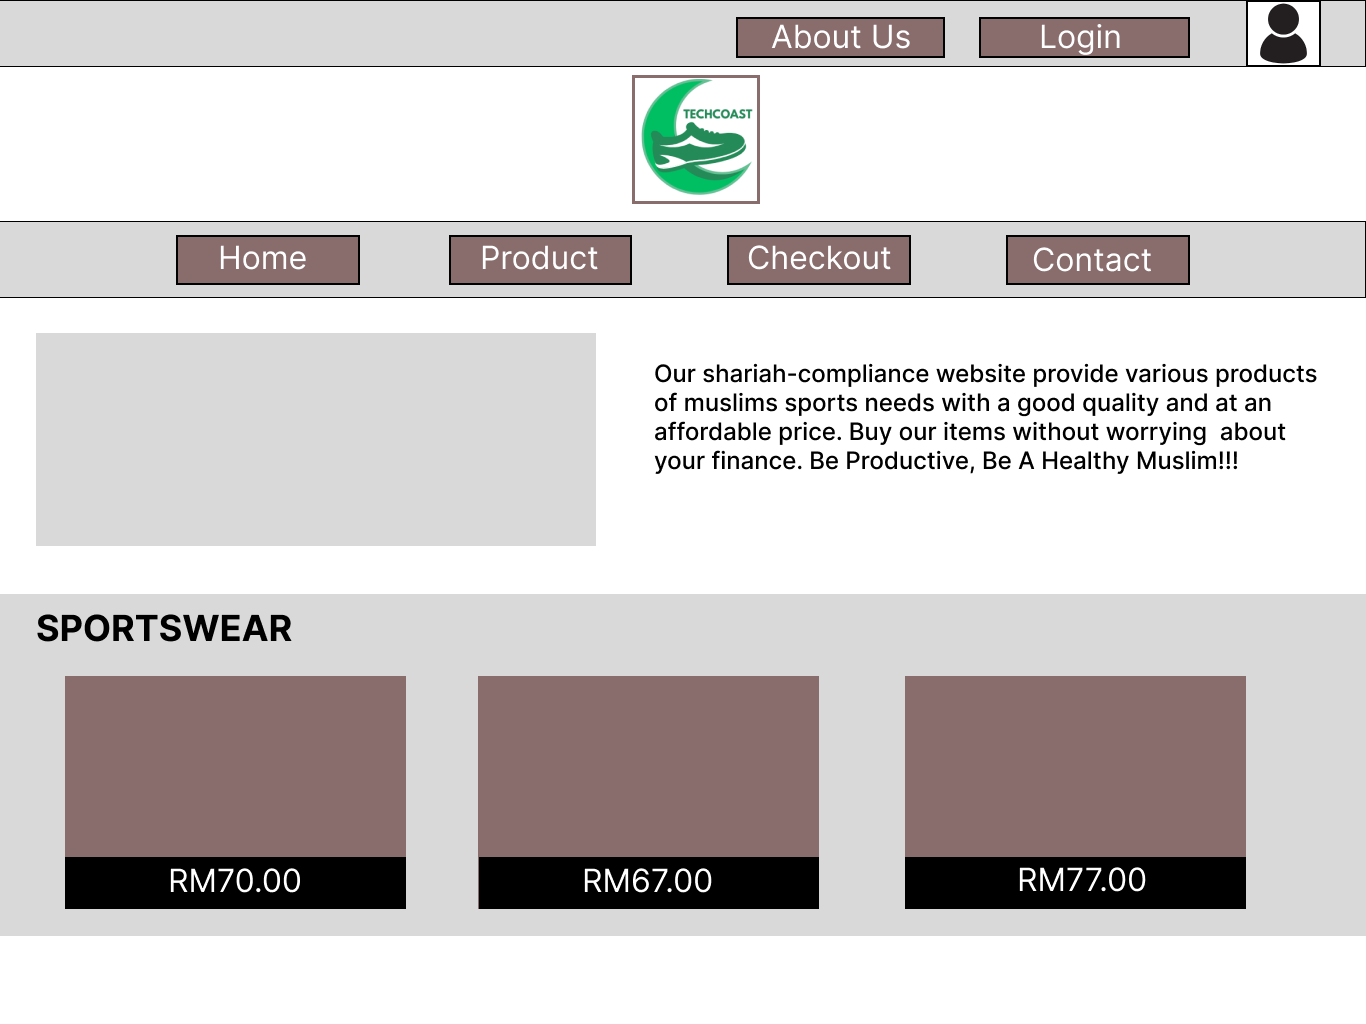 About Us
Login
TECHCOAST
Home
Product
Checkout
Contact
Our shariah-compliance website provide various products
of muslims sports needs with a good quality and at an
affordable price. Buy our items without worrying  about
your finance. Be Productive, Be A Healthy Muslim!!!
SPORTSWEAR
RM70.00
RM67.00
RM77.00